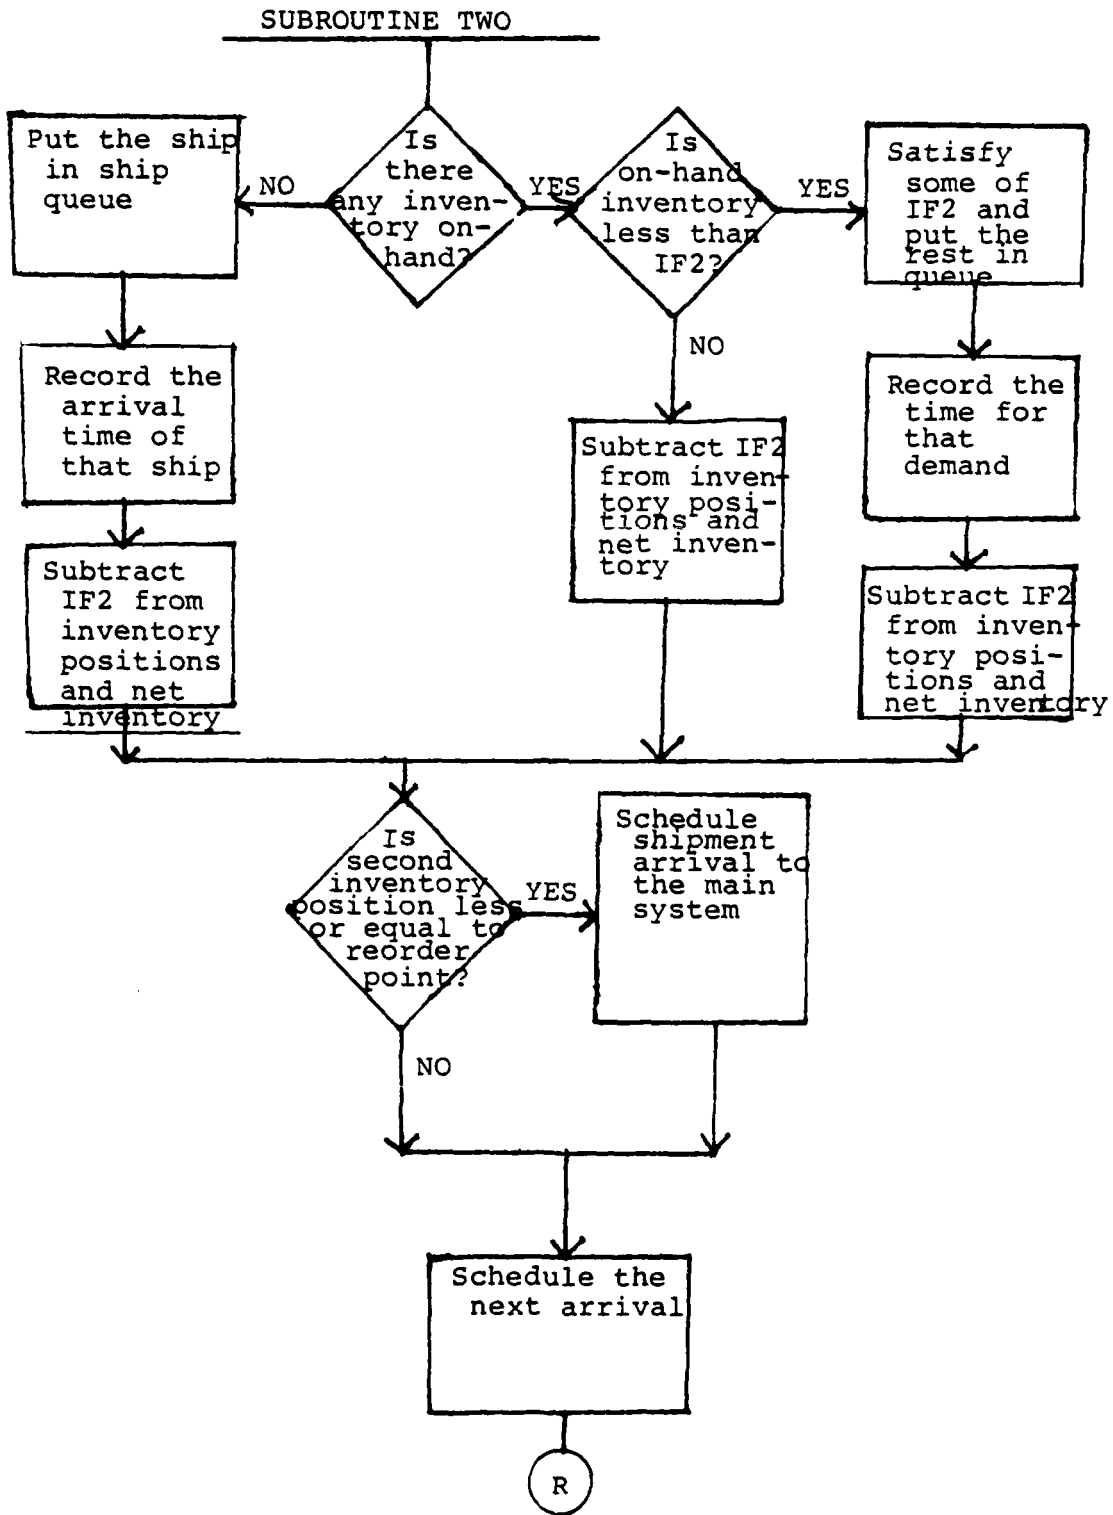 SUBROUTINE TWO
Put the ship
in ship
queue
NO
Is
there
any inven-
tory on-
hand?
YES
Is
on-hand
inventory
less than
IF2?
YES
Satisfy
some of
IF2 and
put the
rest in
queue
NO
Record the
arrival
time of
that ship
Subtract IF2
from inven-
tory posi-
tions and
net inven-
tory
Record the
time for
that
demand
Subtract
IF2 from
inventory
positions
and net
inventory
Subtract IF2
from inven-
tory posi-
tions and
net inventory
Is
second
inventory
position less
or equal to
reorder
point?
YES
Schedule
shipment
arrival to
the main
system
NO
Schedule the
next arrival
R